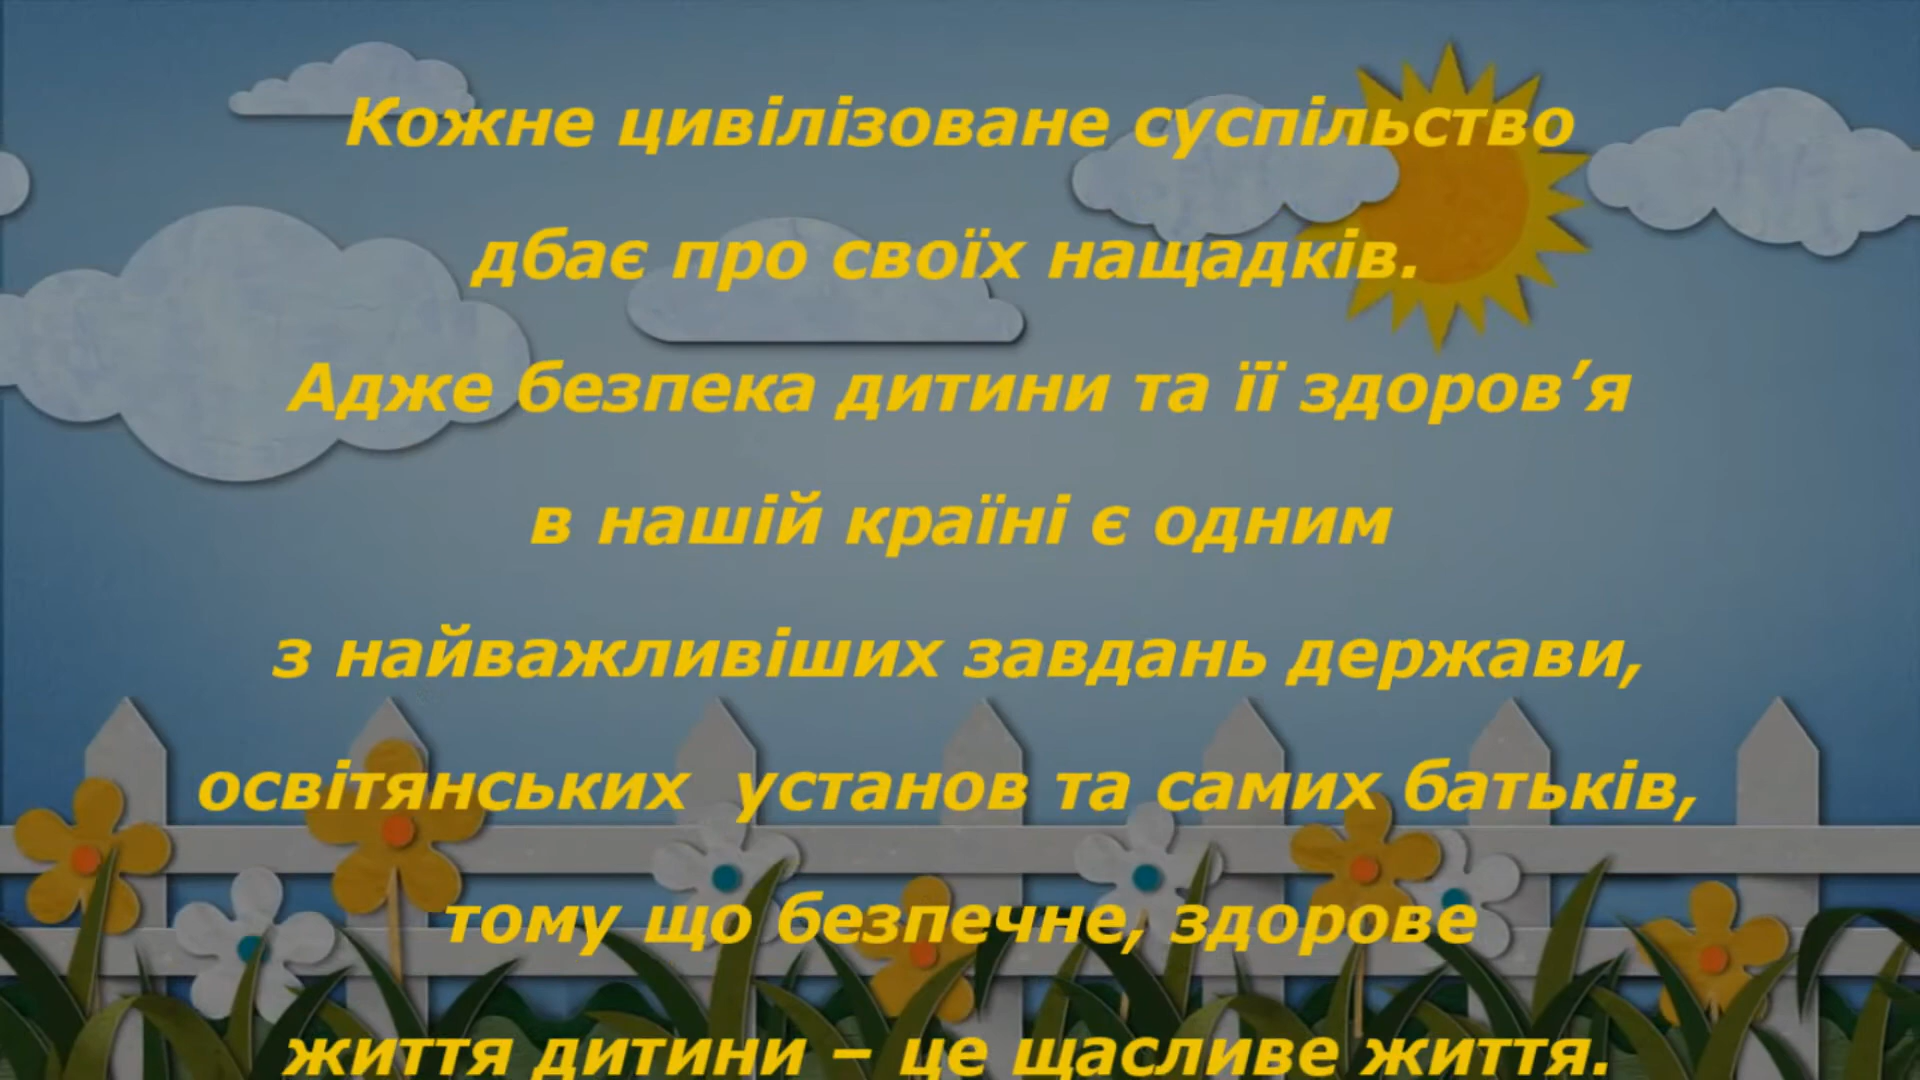 Кожне цивілізоване суспільство
дбає про своїх нащадків.
Адже безпека дитини та її здоров’я
в нашій країні є одним
з найважливіших завдань держави,
освітянських  установ та самих батьків,
тому що безпечне, здорове
життя дитини – це щасливе життя.